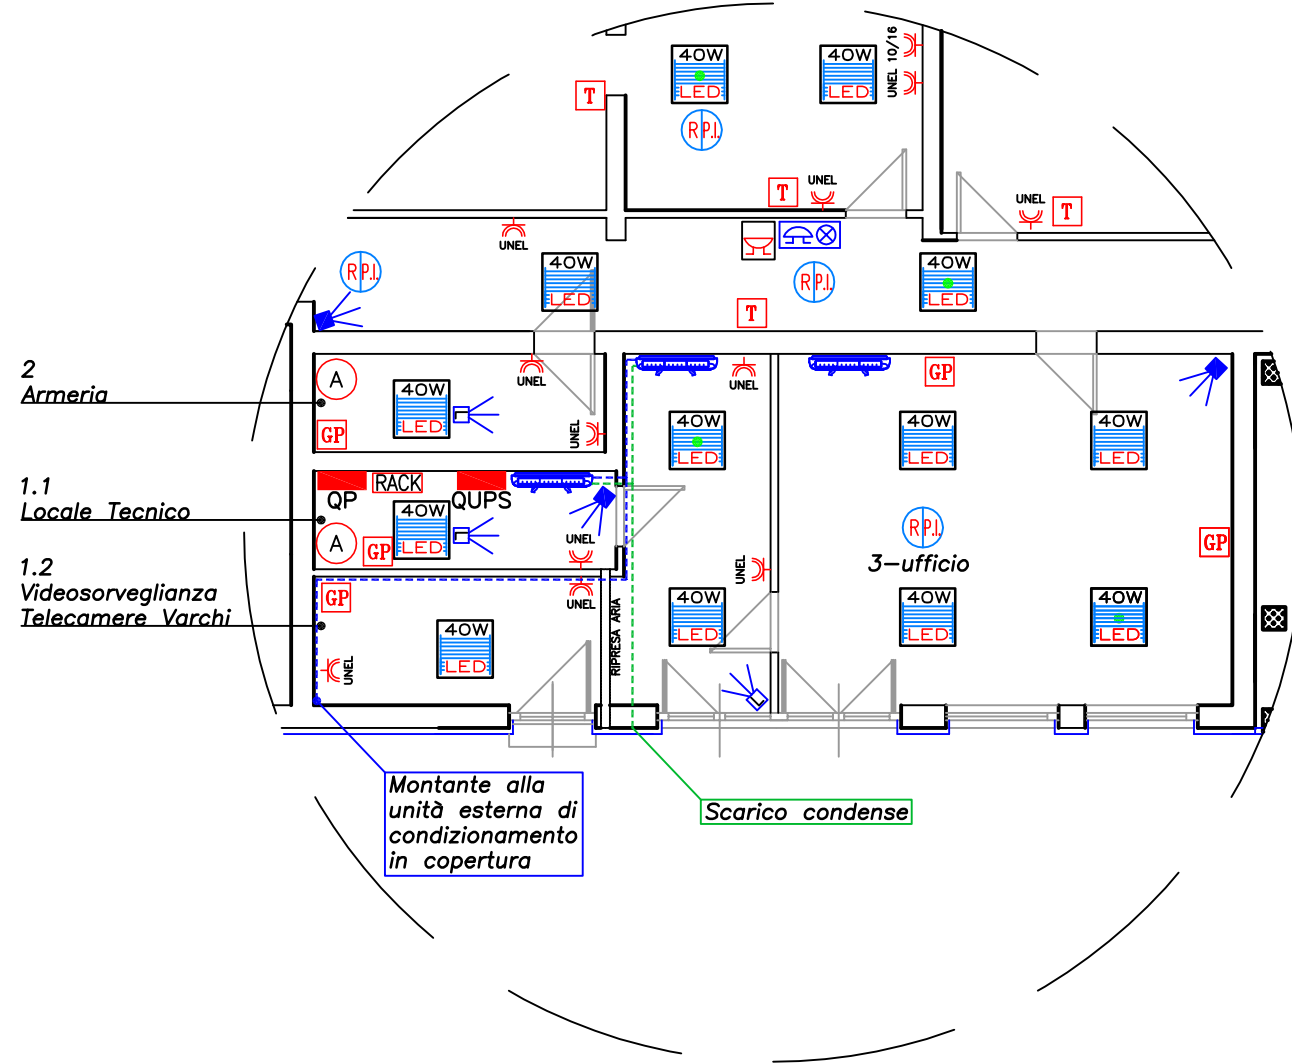 40W
LED
40W
LED
UNEL 10/16
T
R P.I.
T
UNEL
UNEL
T
UNEL
R P.I.
40W
LED
R P.I.
40W
LED
T
2
Armeria
A
40W
LED
GP
UNEL
UNEL
UNEL
GP
40W
LED
40W
LED
40W
LED
1.1
Locale Tecnico
QP
RACK
QUPS
A
GP
40W
LED
UNEL
R P.I.
3-ufficio
GP
1.2
Videosorveglianza
Telecamere Varchi
GP
UNEL
UNEL
40W
LED
RIPRESA ARIA
UNEL
40W
LED
40W
LED
40W
LED
Montante alla
unità esterna di
condizionamento
in copertura
Scarico condense